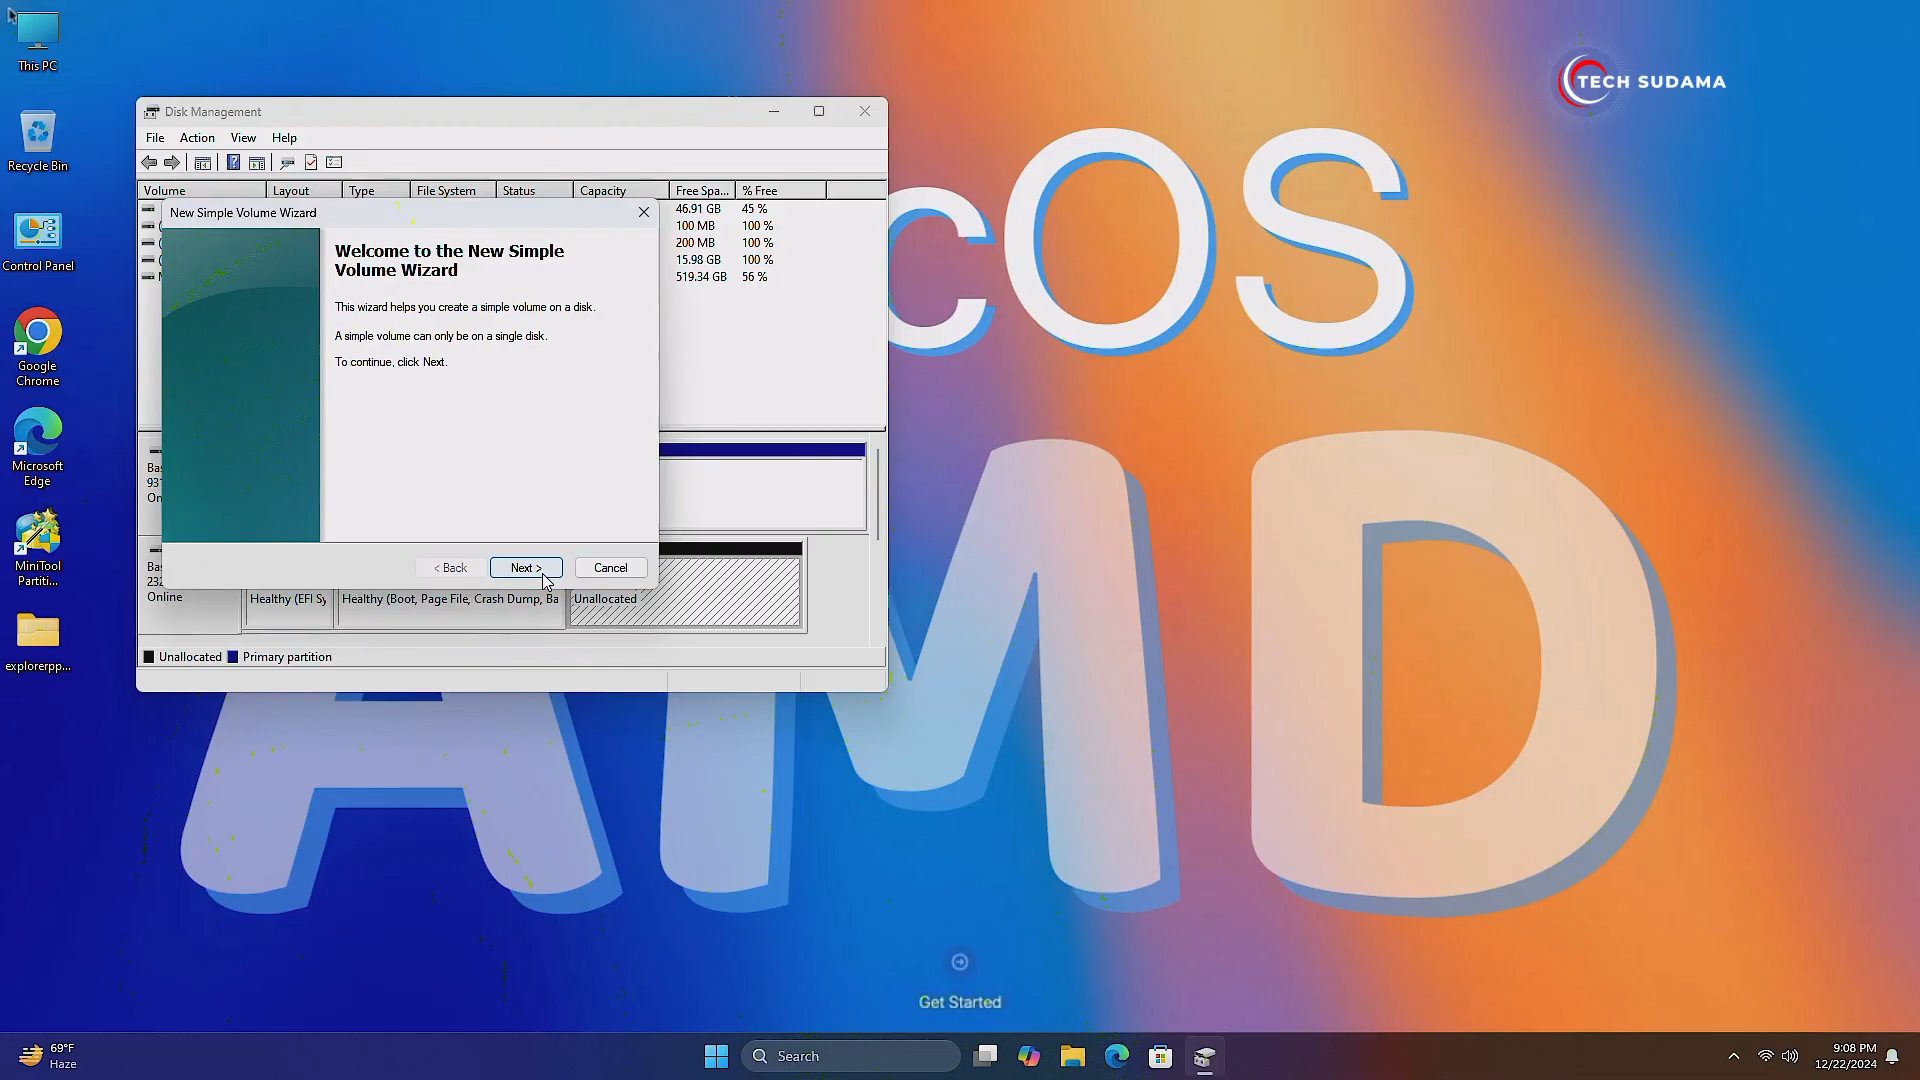 This PC
Recycle Bin
Control Panel
Google
Chrome
Microsoft
Edge
MiniTool
Partiti...
explorerpp...
TECH SUDAMA
cOS
AMD
Disk Management
File Action View Help
Volume Layout Type File System Status Capacity Free Spa... % Free
46.91 GB 45 %
100 MB 100 %
200 MB 100 %
15.98 GB 100 %
519.34 GB 56 %
New Simple Volume Wizard
Welcome to the New Simple
Volume Wizard
This wizard helps you create a simple volume on a disk.
A simple volume can only be on a single disk.
To continue, click Next.
< Back Next > Cancel
Bas
931
On
Bas
232
Online
Healthy (EFI Sy Healthy (Boot, Page File, Crash Dump, Ba Unallocated
Unallocated Primary partition
Get Started
69°F
Haze
Search
9:08 PM
12/22/2024